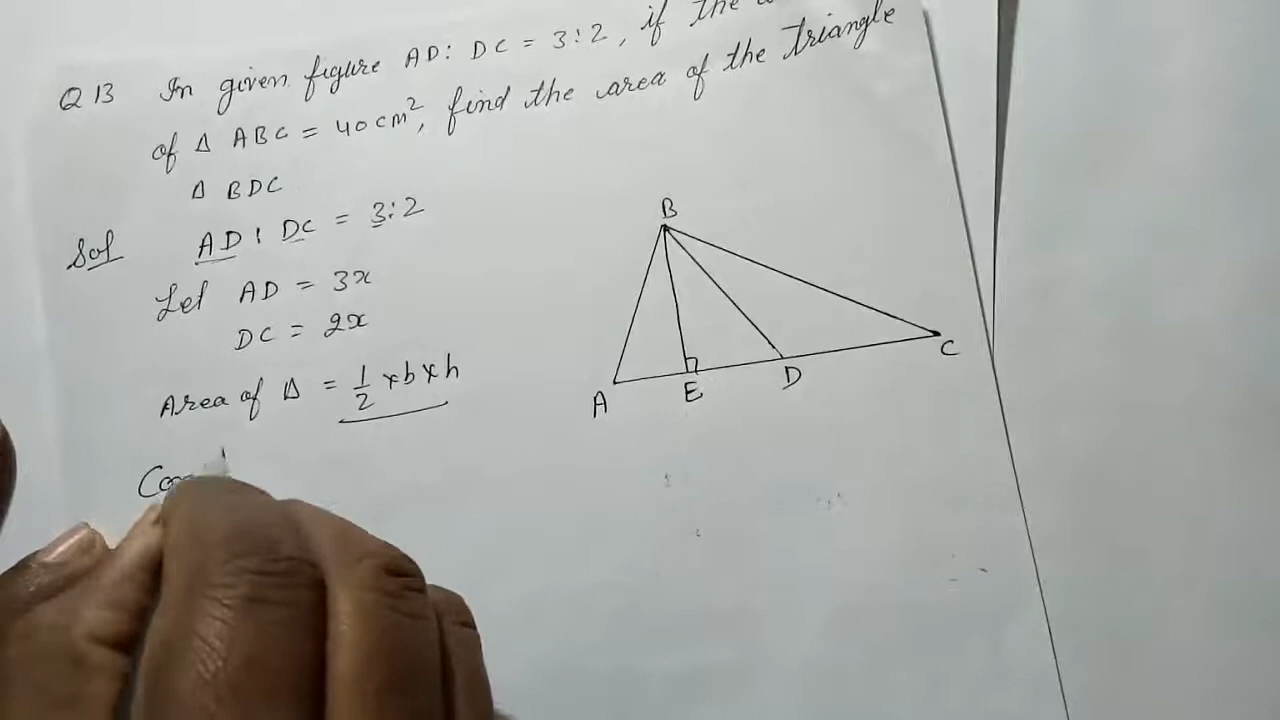 Q 13 In given figure AD : DC = 3 : 2, if the
of Δ ABC = 40 cm², find the area of the triangle
Δ BDC
Sol AD : DC = 3 : 2
Let AD = 3x
DC = 2x
Area of Δ = 1/2 × b × h
B
A
E
D
C